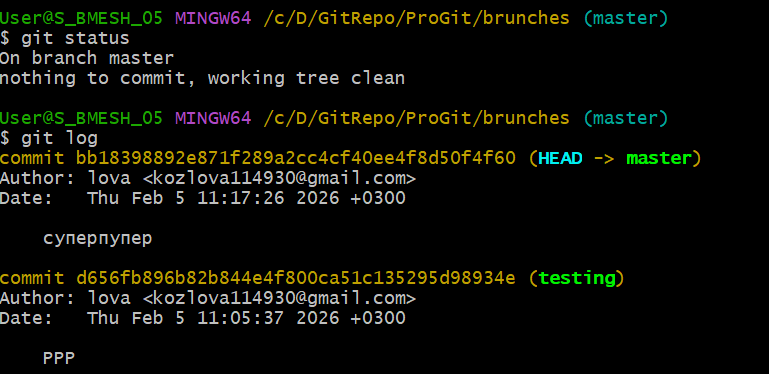 User@S_BMESH_05 MINGW64 /c/D/GitRepo/ProGit/brunches (master)
$ git status
On branch master
nothing to commit, working tree clean
User@S_BMESH_05 MINGW64 /c/D/GitRepo/ProGit/brunches (master)
$ git log
commit bb18398892e871f289a2cc4cf40ee4f8d50f4f60 (HEAD -> master)
Author: lova <kozlova114930@gmail.com>
Date:   Thu Feb 5 11:17:26 2026 +0300
суперпупер
commit d656fb896b82b844e4f800ca51c135295d98934e (testing)
Author: lova <kozlova114930@gmail.com>
Date:   Thu Feb 5 11:05:37 2026 +0300
PPP